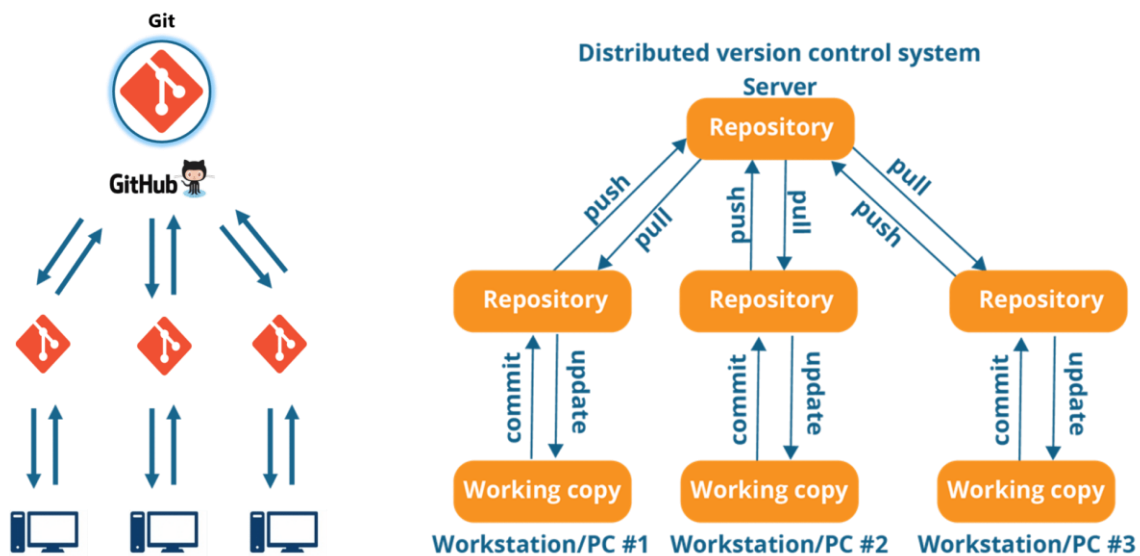 Git
GitHub
Distributed version control system
Server
Repository
push
pull
push
pull
pull
push
Repository
Repository
Repository
commit
update
commit
update
commit
update
Working copy
Working copy
Working copy
Workstation/PC #1
Workstation/PC #2
Workstation/PC #3